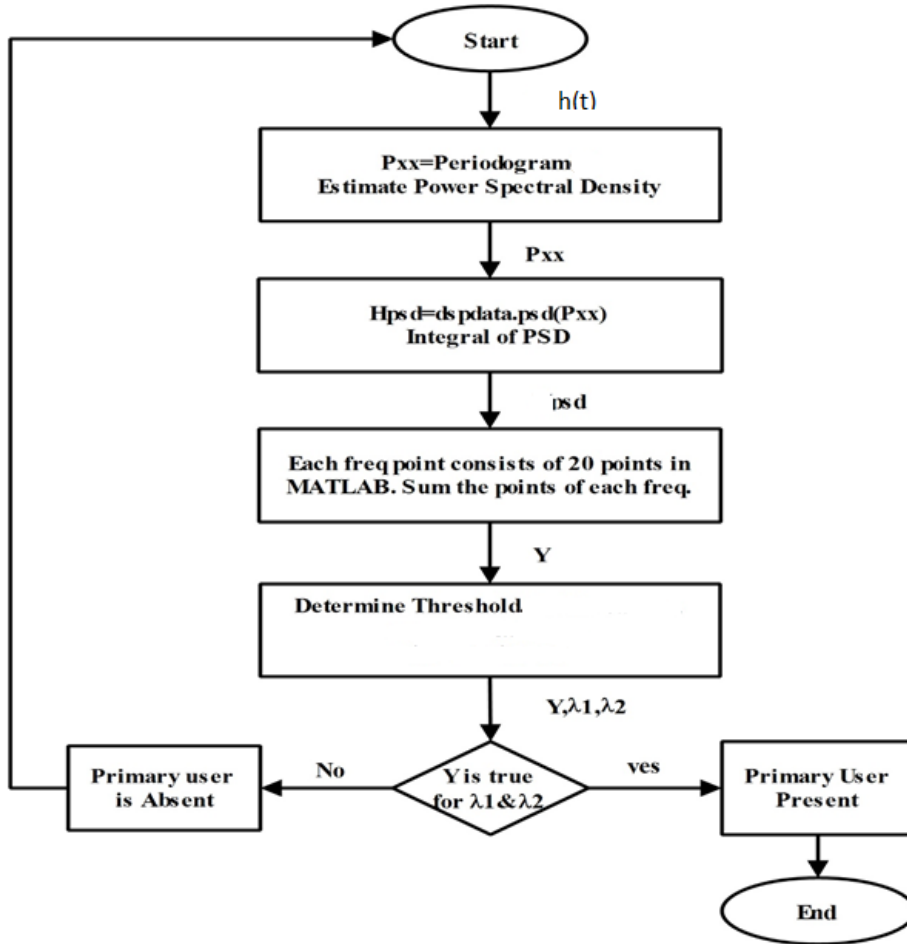 Start
h(t)
Pxx=Periodogram
Estimate Power Spectral Density
Pxx
Hpsd=dspdata.psd(Pxx)
Integral of PSD
psd
Each freq point consists of 20 points in
MATLAB. Sum the points of each freq.
Y
Determine Threshold.
Y,λ1,λ2
No
Y is true
for λ1&λ2
yes
Primary user
is Absent
Primary User
Present
End